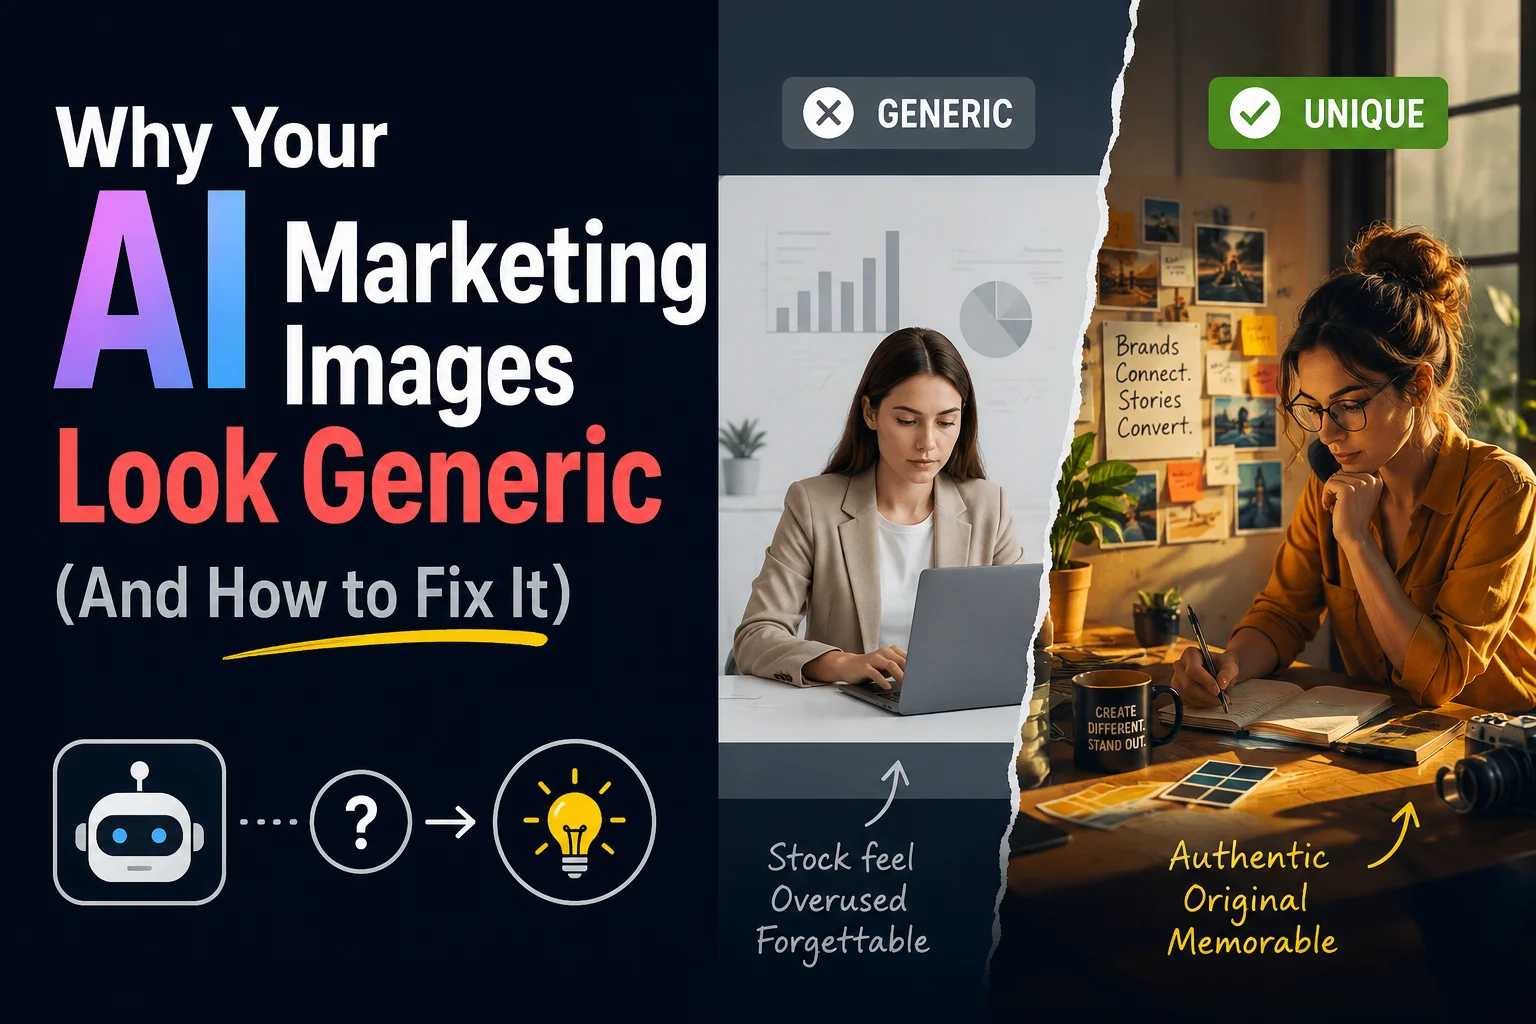 Why Your
AI Marketing
Images
Look Generic
(And How to Fix It)
?
GENERIC
Stock feel
Overused
Forgettable
UNIQUE
Brands
Connect.
Stories
Convert.
CREATE
DIFFERENT.
STAND OUT.
Authentic
Original
Memorable